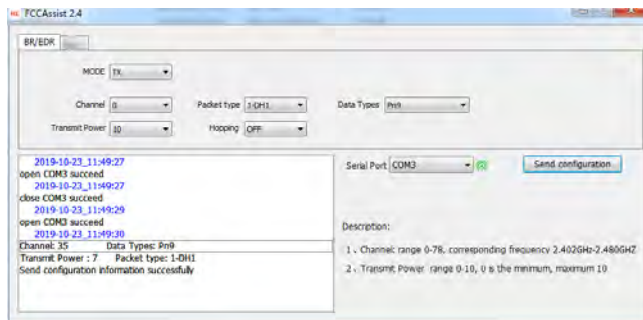 FCCAssist 2.4
BR/EDR
MODE TX
Channel 0 Packet type 1-DH1 Data Types Pn9
Transmit Power 10 Hopping OFF
2019-10-23_11:49:27
open COM3 succeed
2019-10-23_11:49:27
close COM3 succeed
2019-10-23_11:49:29
open COM3 succeed
2019-10-23_11:49:30
Channel: 35 Data Types: Pn9
Transmit Power : 7 Packet type: 1-DH1
Send configuration information successfully
Serial Port COM3 Send configuration
Description:
1、Channel: range 0-78, corresponding frequency 2.402GHz-2.480GHZ
2、Transmit Power range 0-10, 0 is the minimum, maximum 10